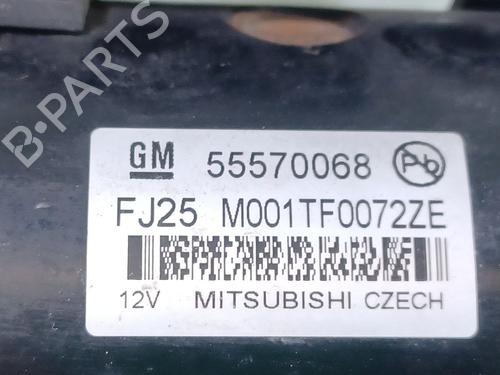 GM 55570068 Pb
FJ25 M001TF0072ZE
12V MITSUBISHI CZECH
B-PARTS